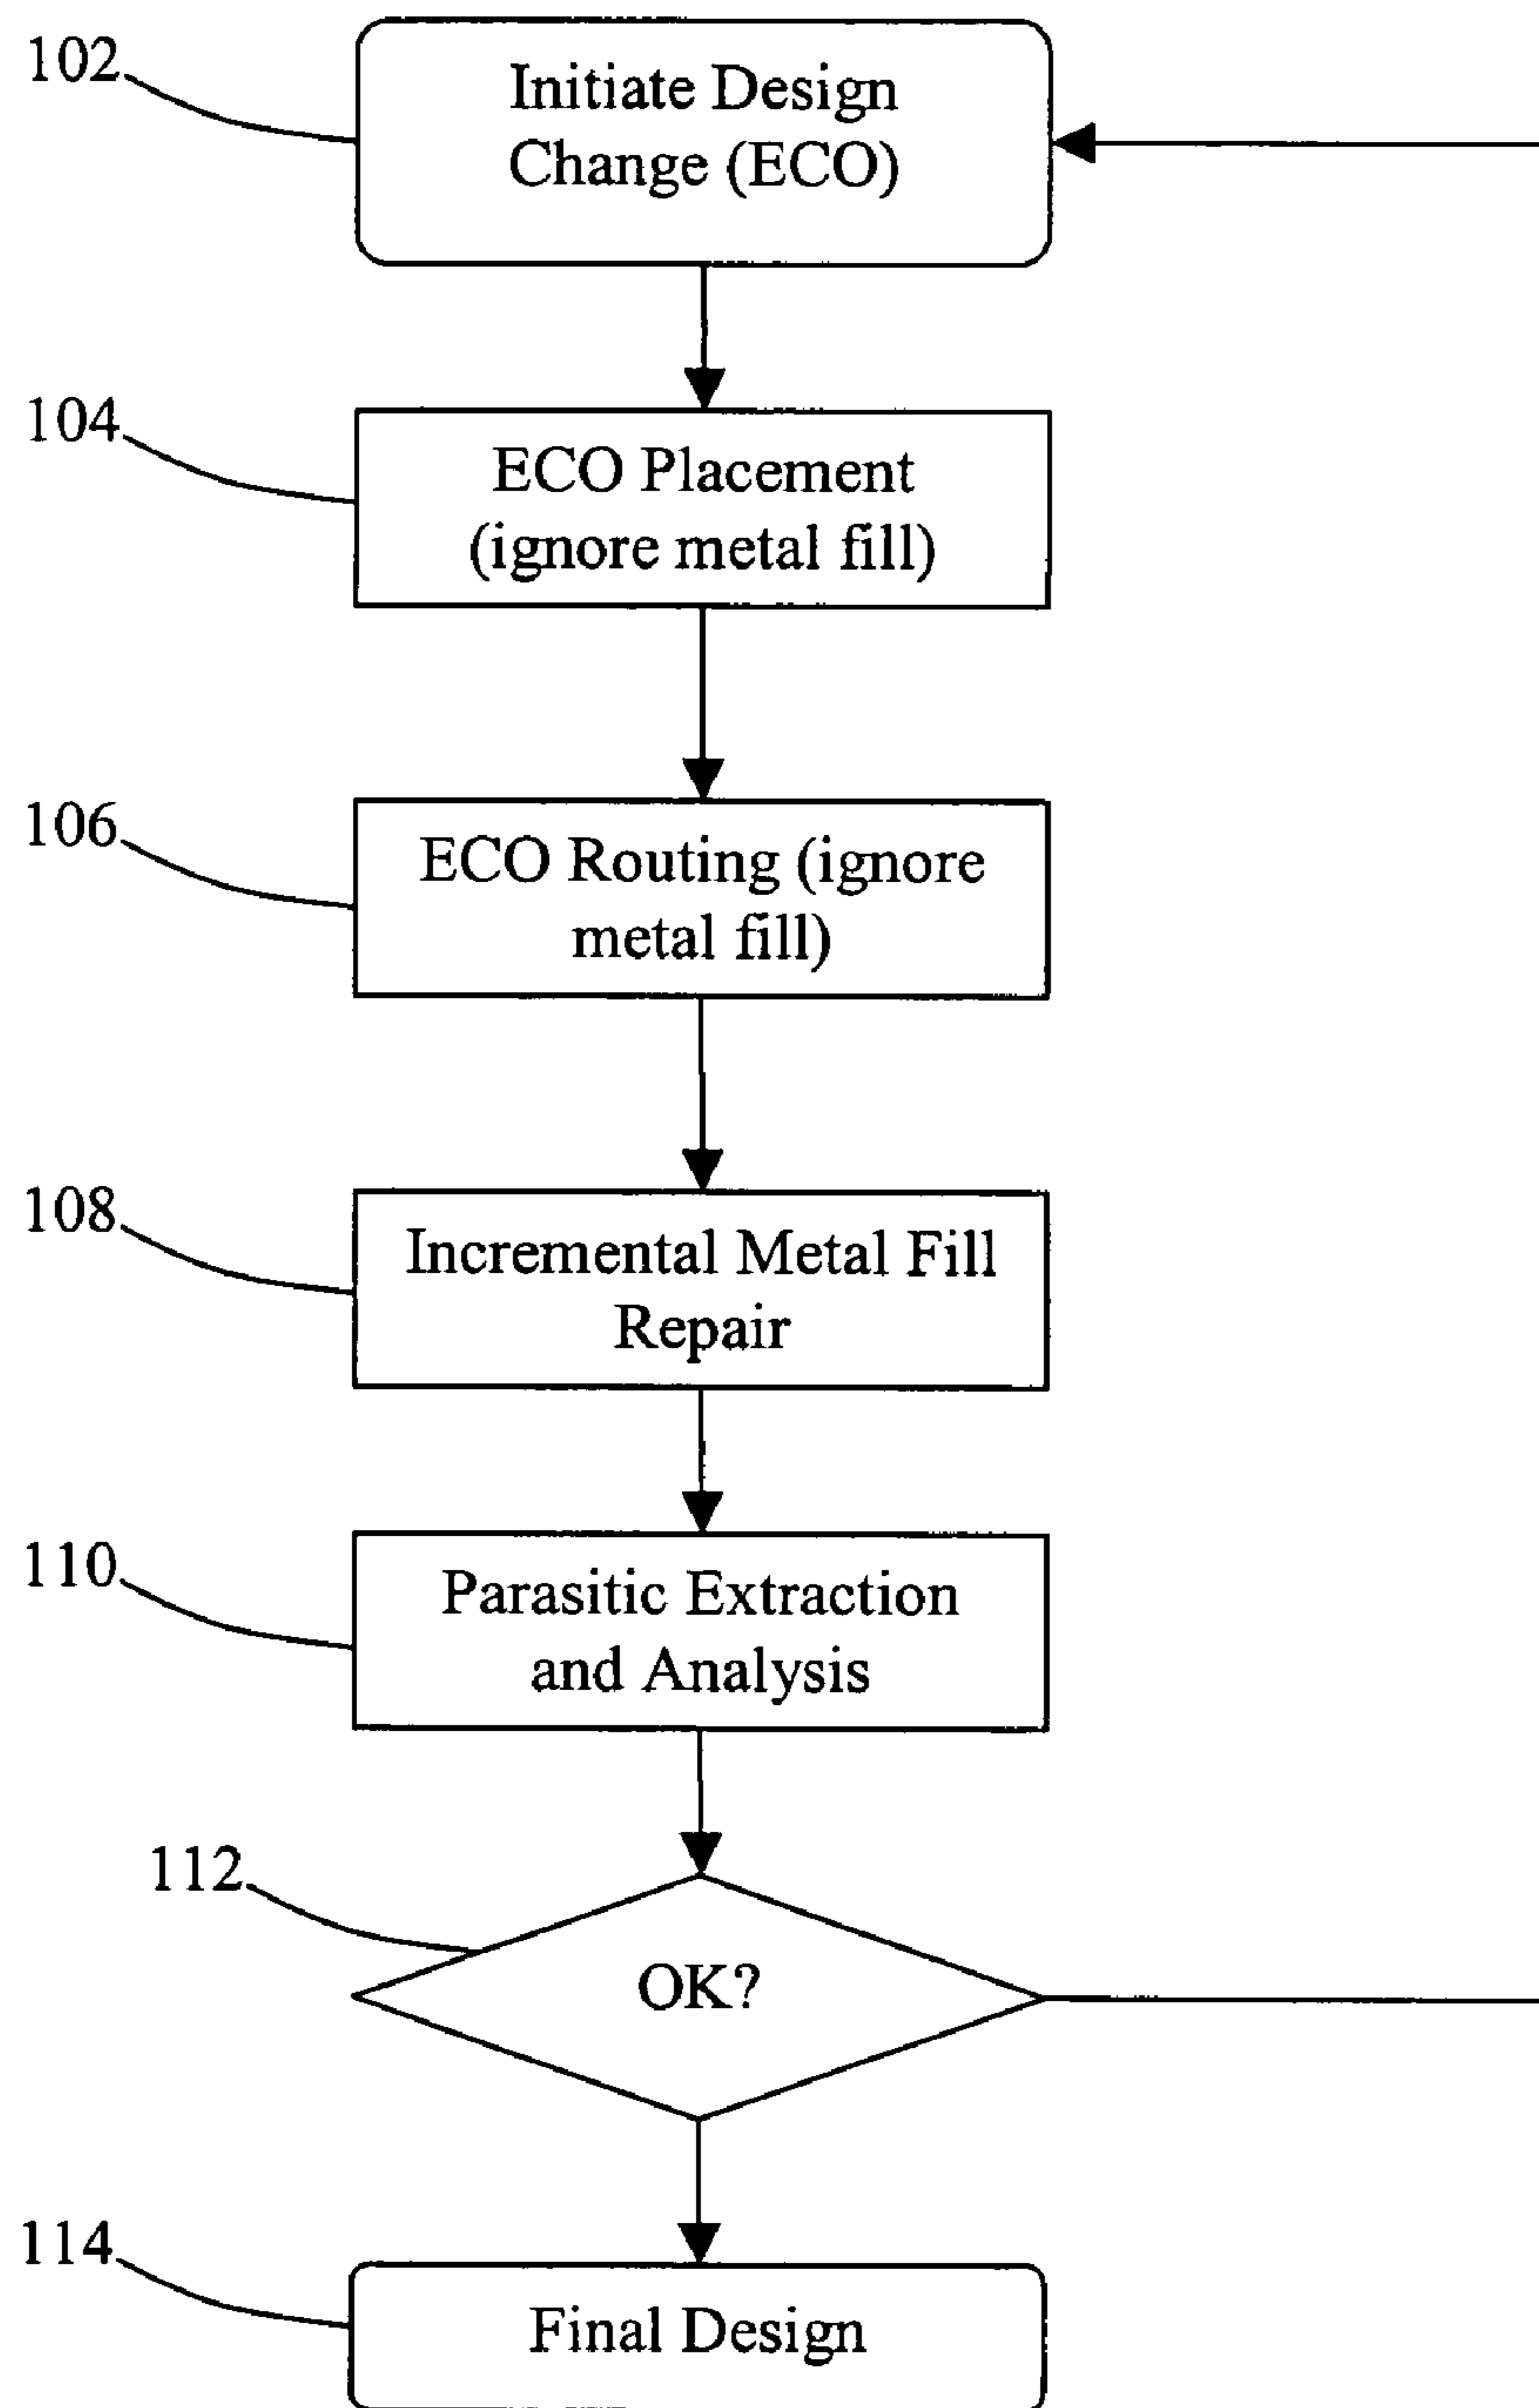 102
Initiate Design
Change (ECO)
104
ECO Placement
(ignore metal fill)
106
ECO Routing (ignore
metal fill)
108
Incremental Metal Fill
Repair
110
Parasitic Extraction
and Analysis
112
OK?
114
Final Design